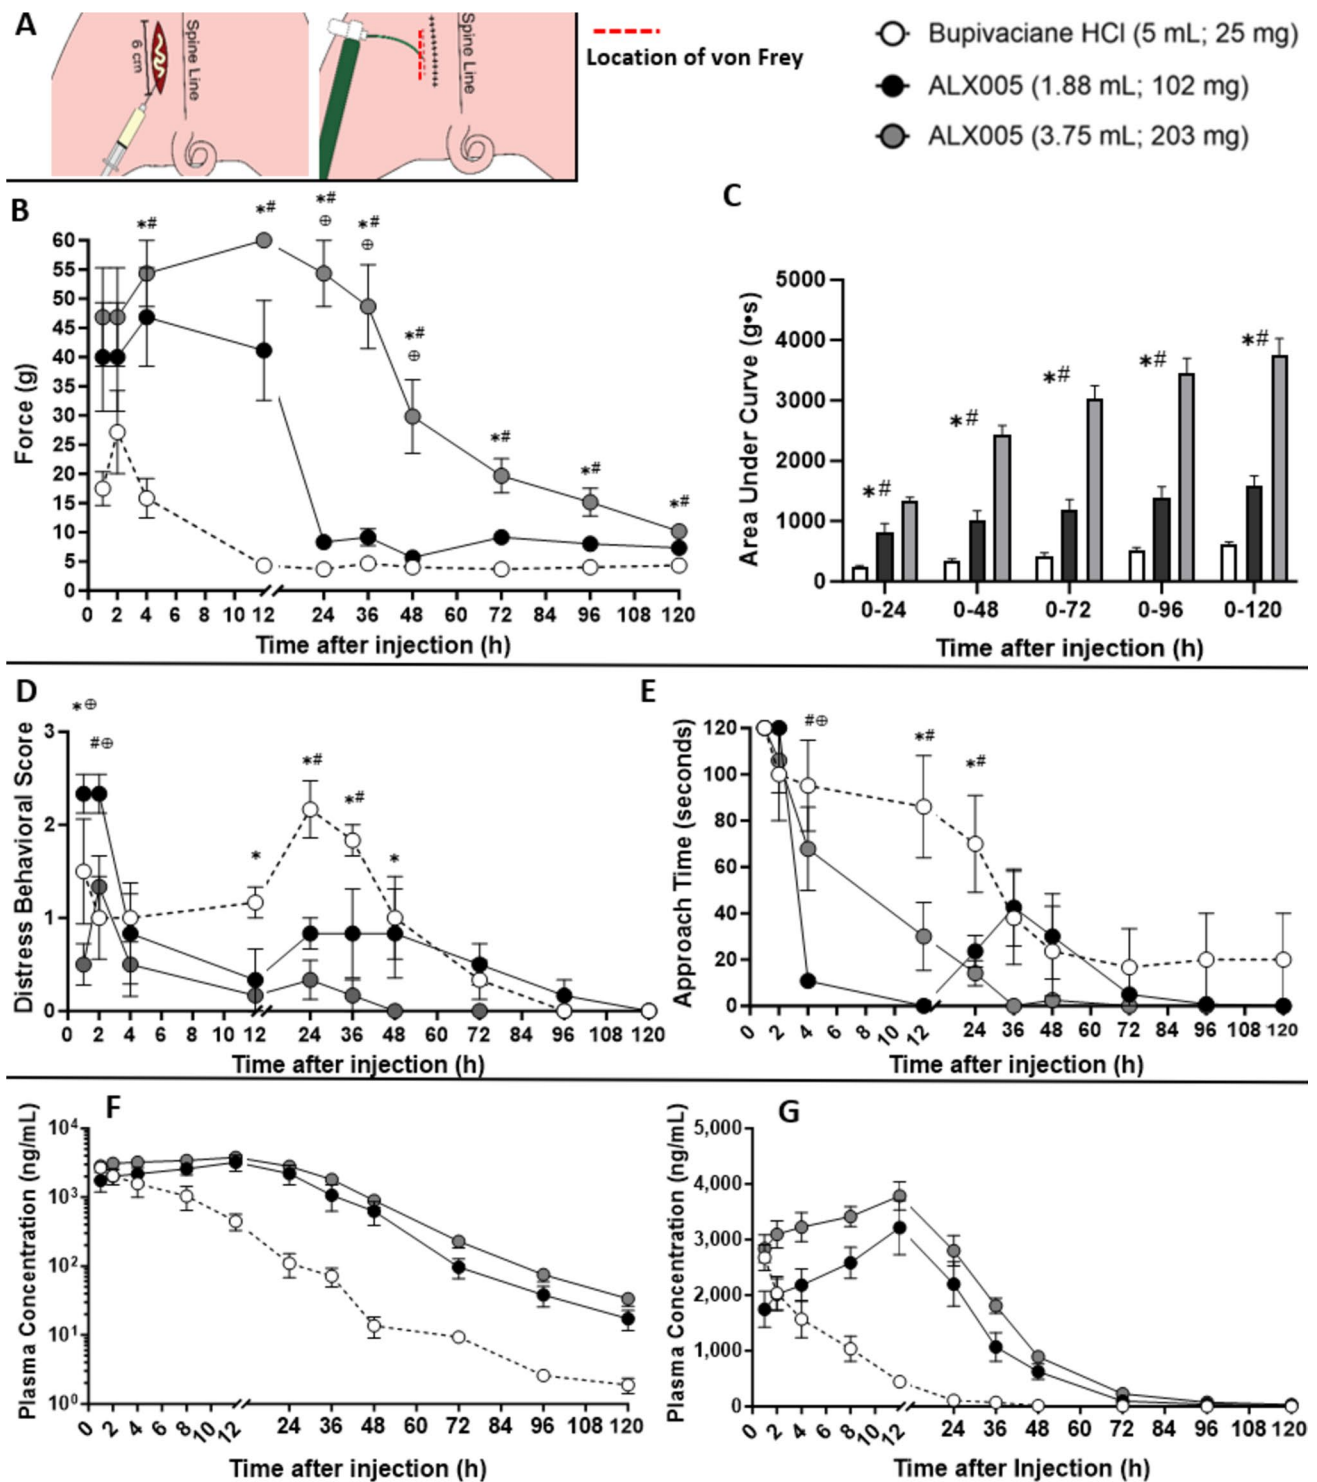 A
6 cm
Spine Line
Spine Line
Location of von Frey
Bupivaciane HCl (5 mL; 25 mg)
ALX005 (1.88 mL; 102 mg)
ALX005 (3.75 mL; 203 mg)
B
Force (g)
60
55
50
45
40
35
30
25
20
15
10
5
0
*#
*#
*#
⊕
*#
⊕
*#
⊕
*#
*#
*#
0 2 4 6 8 10 12 24 36 48 60 72 84 96 108 120
Time after injection (h)
C
Area Under Curve (g•s)
5000
4000
3000
2000
1000
0
*#
*#
*#
*#
*#
0-24 0-48 0-72 0-96 0-120
Time after injection (h)
D
Distress Behavioral Score
3
2
1
0
*⊕
#⊕
*
*#
*#
*
0 2 4 6 8 10 12 24 36 48 60 72 84 96 108 120
Time after injection (h)
E
Approach Time (seconds)
120
100
80
60
40
20
0
#⊕
*#
*#
0 2 4 6 8 10 12 24 36 48 60 72 84 96 108 120
Time after injection (h)
F
Plasma Concentration (ng/mL)
10⁴
10³
10²
10¹
10⁰
0 2 4 6 8 10 12 24 36 48 60 72 84 96 108 120
Time after injection (h)
G
Plasma Concentration (ng/mL)
5,000
4,000
3,000
2,000
1,000
0
0 2 4 6 8 10 12 24 36 48 60 72 84 96 108 120
Time after Injection (h)